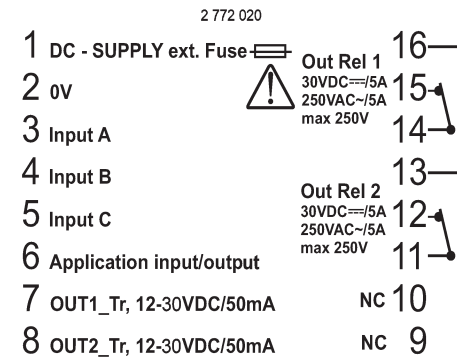 2 772 020
1 DC - SUPPLY ext. Fuse
2 0V
3 Input A
4 Input B
5 Input C
6 Application input/output
7 OUT1_Tr, 12-30VDC/50mA
8 OUT2_Tr, 12-30VDC/50mA
!
Out Rel 1
30VDC⎓/5A
250VAC~/5A
max 250V
16
15
14
Out Rel 2
30VDC⎓/5A
250VAC~/5A
max 250V
13
12
11
NC 10
NC 9